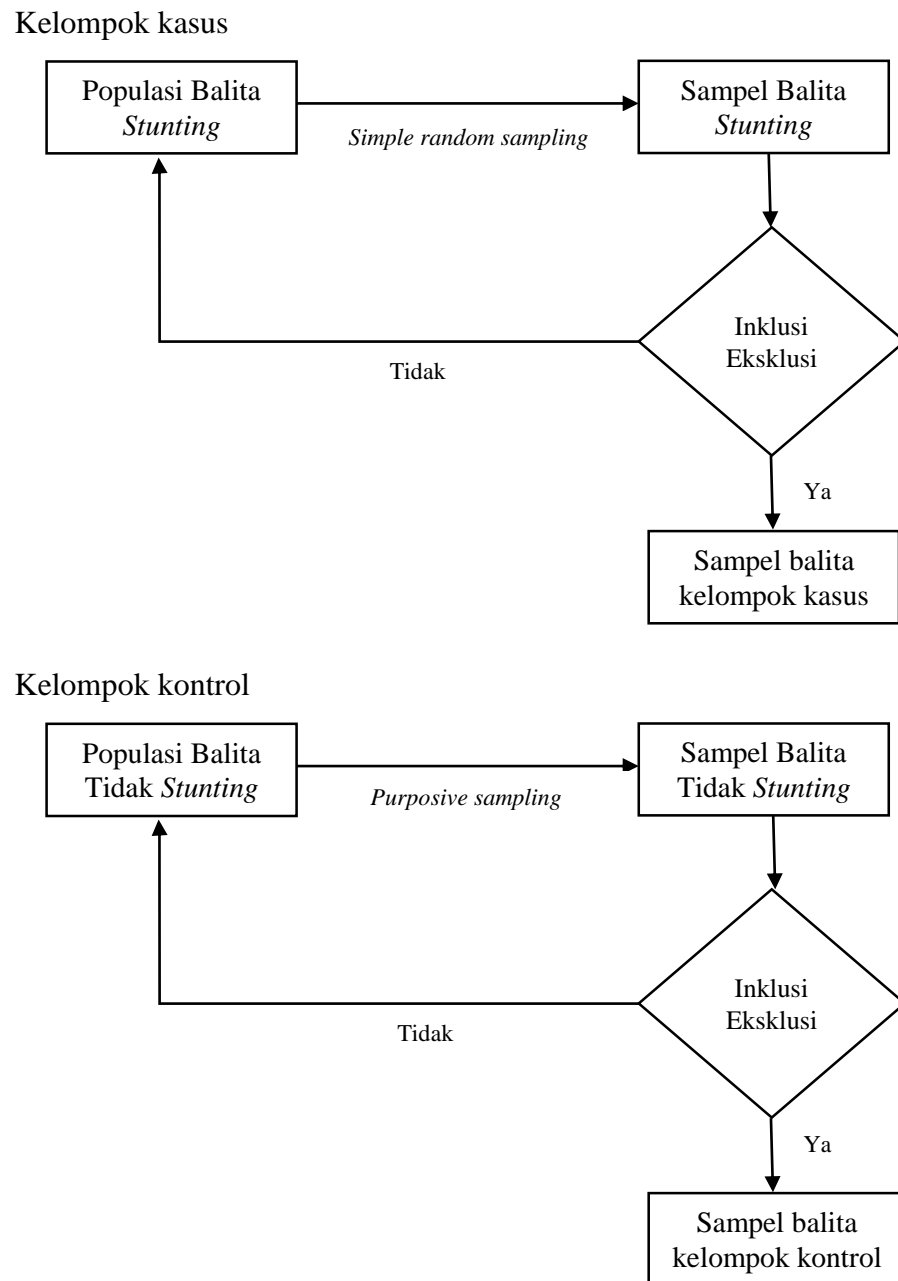 Kelompok kasus
Populasi Balita
Stunting
Simple random sampling
Sampel Balita
Stunting
Inklusi
Eksklusi
Tidak
Ya
Sampel balita
kelompok kasus
Kelompok kontrol
Populasi Balita
Tidak Stunting
Purposive sampling
Sampel Balita
Tidak Stunting
Inklusi
Eksklusi
Tidak
Ya
Sampel balita
kelompok kontrol